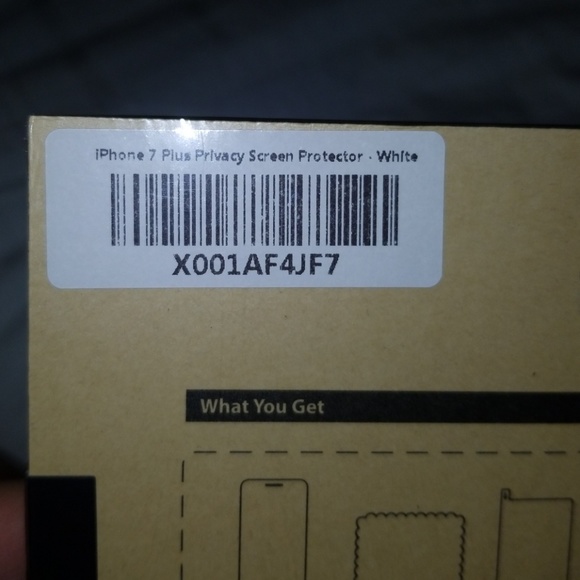 iPhone 7 Plus Privacy Screen Protector - White
X001AF4JF7
What You Get